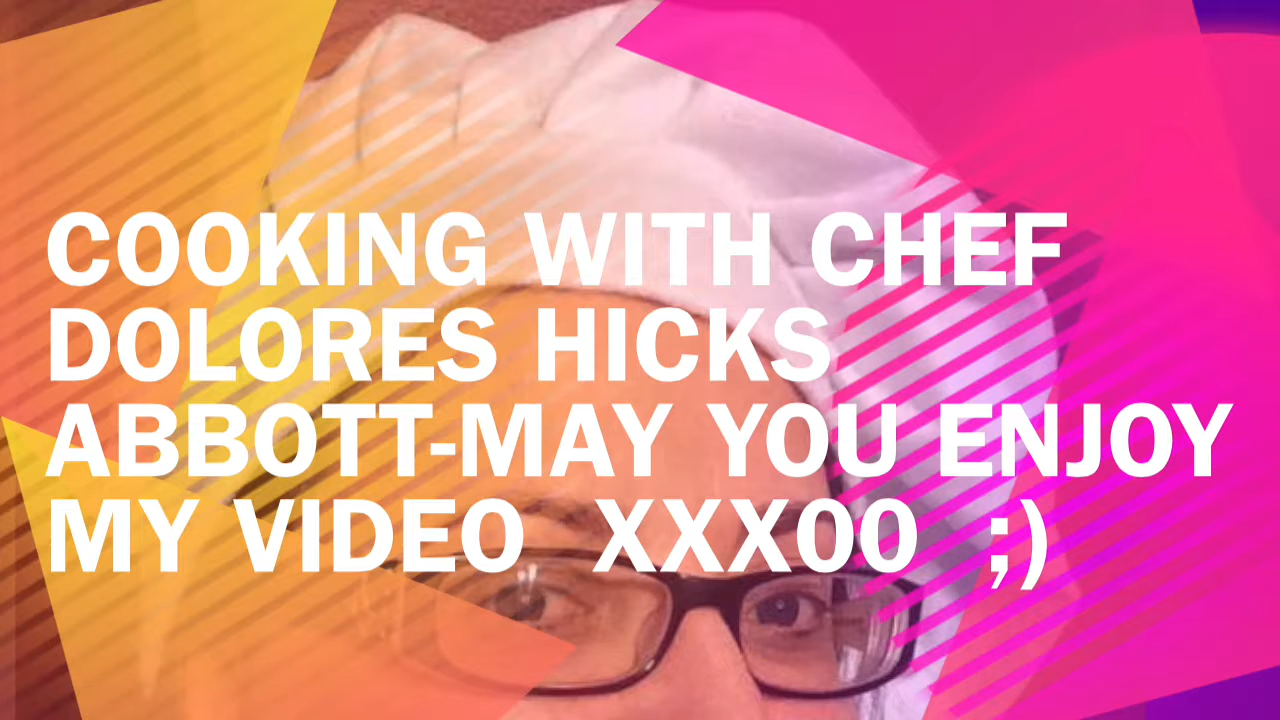 COOKING WITH CHEF
DOLORES HICKS
ABBOTT-MAY YOU ENJOY
MY VIDEO  XXX00  ;)